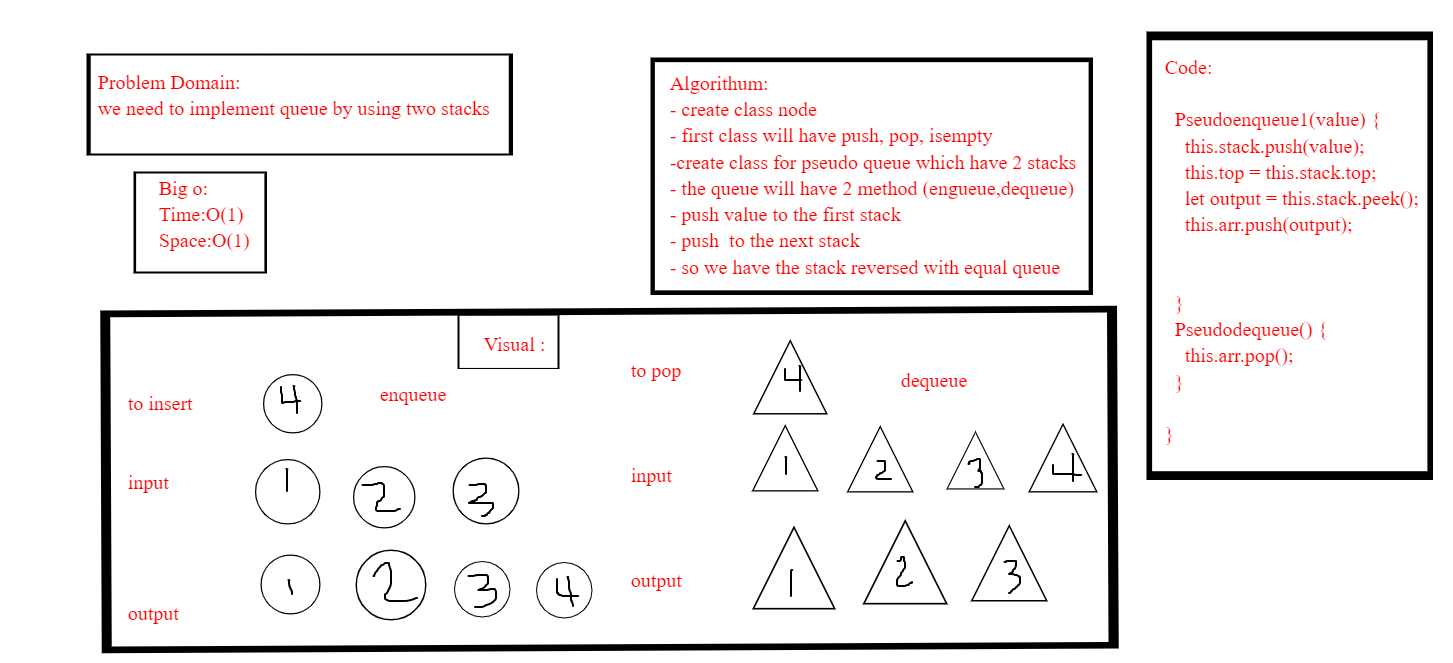 Problem Domain:
we need to implement queue by using two stacks
Big o:
Time:O(1)
Space:O(1)
Algorithum:
- create class node
- first class will have push, pop, isempty
-create class for pseudo queue which have 2 stacks
- the queue will have 2 method (engueue,dequeue)
- push value to the first stack
- push  to the next stack
- so we have the stack reversed with equal queue
Code:
Pseudoenqueue1(value) {
this.stack.push(value);
this.top = this.stack.top;
let output = this.stack.peek();
this.arr.push(output);
}
Pseudodequeue() {
this.arr.pop();
}
}
Visual :
to insert
4
enqueue
input
1 2 3
output
1 2 3 4
to pop
4
dequeue
input
1 2 3 4
output
1 2 3